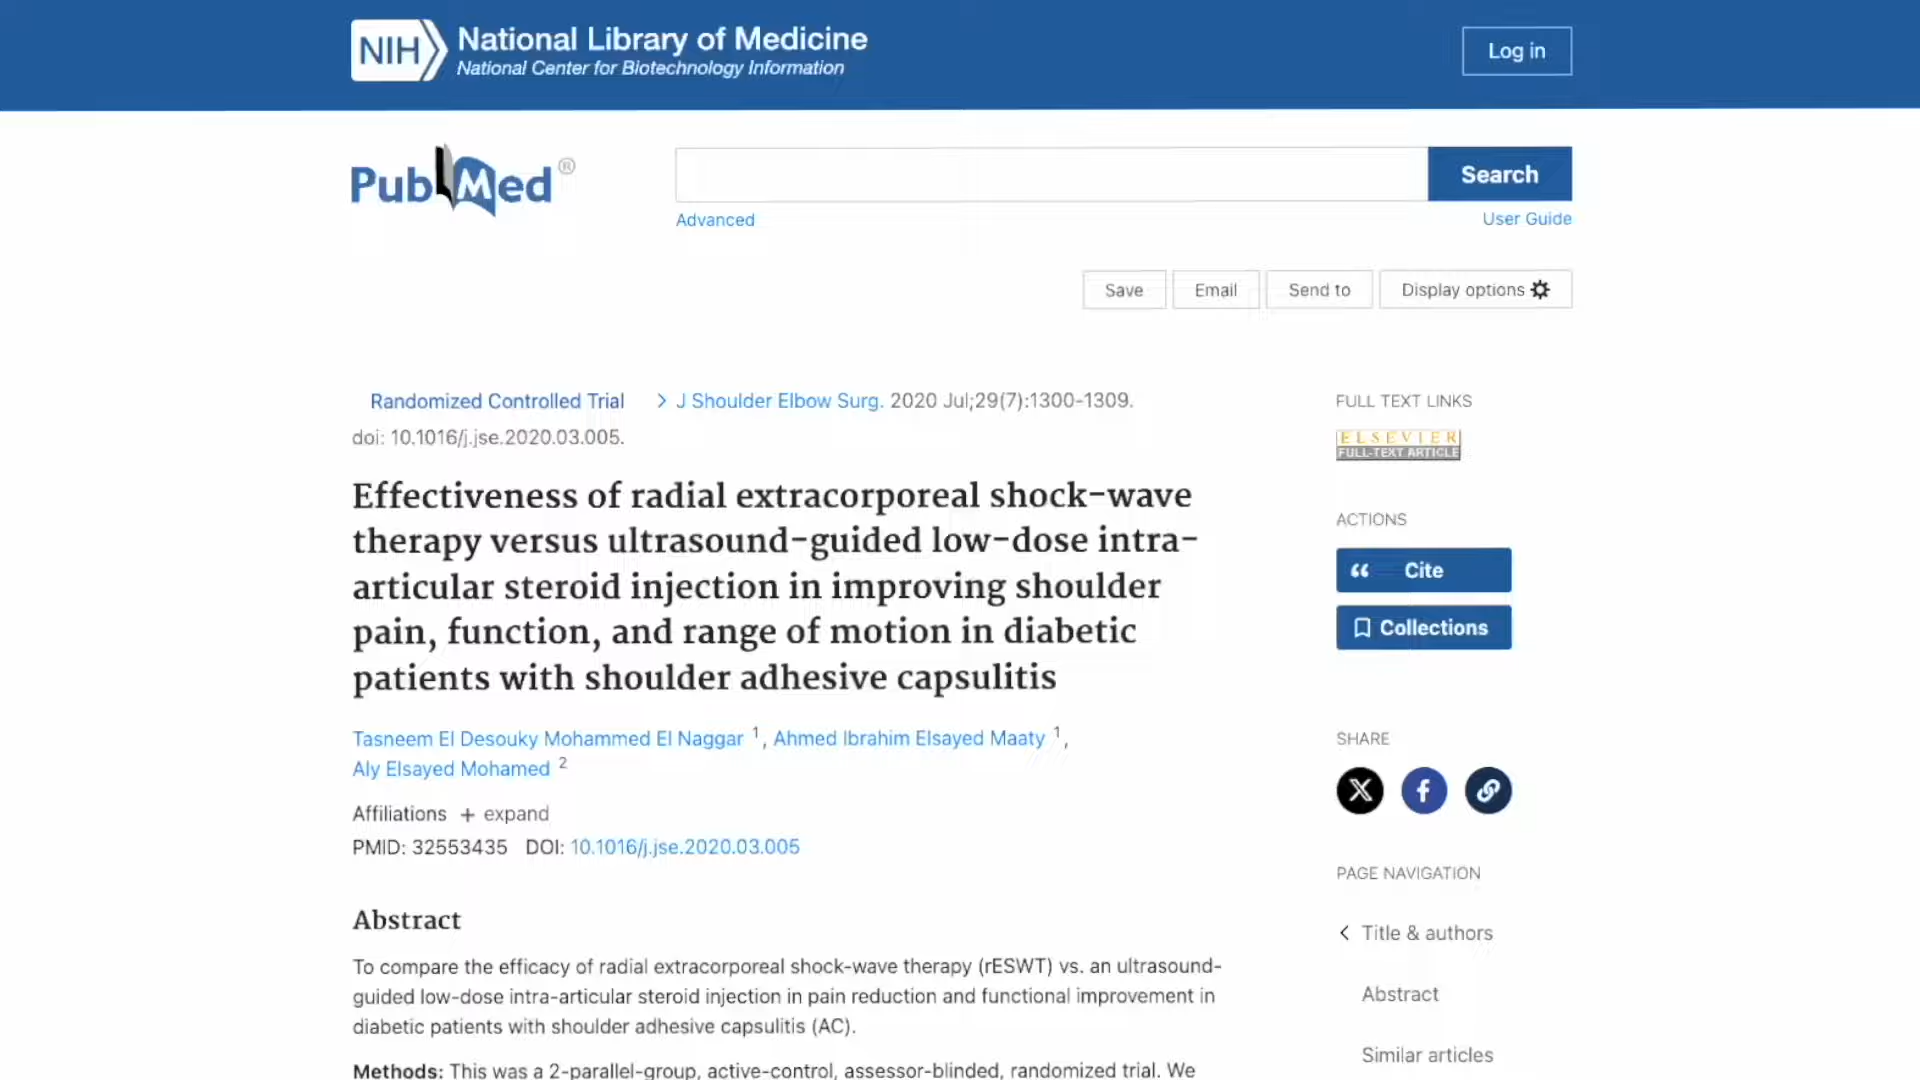 NIH National Library of Medicine
National Center for Biotechnology Information
Log in
PubMed®
Search
Advanced
User Guide
Save
Email
Send to
Display options
Randomized Controlled Trial > J Shoulder Elbow Surg. 2020 Jul;29(7):1300-1309.
doi: 10.1016/j.jse.2020.03.005.
Effectiveness of radial extracorporeal shock-wave
therapy versus ultrasound-guided low-dose intra-
articular steroid injection in improving shoulder
pain, function, and range of motion in diabetic
patients with shoulder adhesive capsulitis
Tasneem El Desouky Mohammed El Naggar 1, Ahmed Ibrahim Elsayed Maaty 1,
Aly Elsayed Mohamed 2
Affiliations + expand
PMID: 32553435 DOI: 10.1016/j.jse.2020.03.005
Abstract
To compare the efficacy of radial extracorporeal shock-wave therapy (rESWT) vs. an ultrasound-
guided low-dose intra-articular steroid injection in pain reduction and functional improvement in
diabetic patients with shoulder adhesive capsulitis (AC).
Methods: This was a 2-parallel-group, active-control, assessor-blinded, randomized trial. We
FULL TEXT LINKS
ELSEVIER
FULL-TEXT ARTICLE
ACTIONS
Cite
Collections
SHARE
PAGE NAVIGATION
Title & authors
Abstract
Similar articles